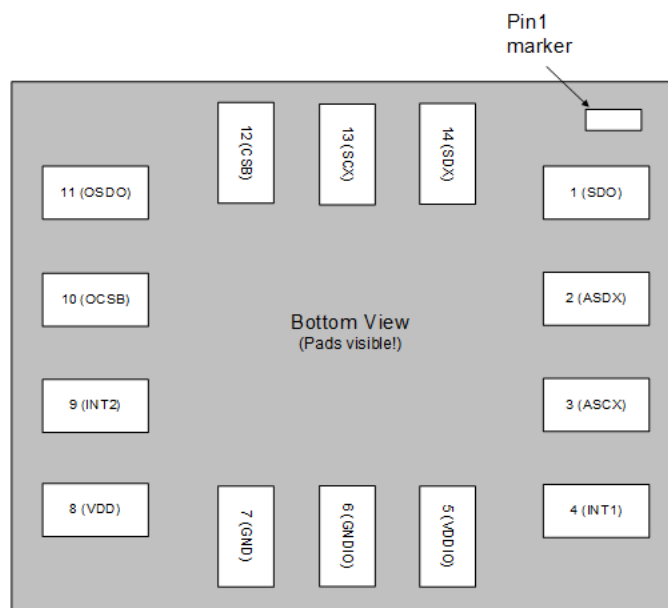 Pin1
marker
12 (CSB)
13 (SCX)
14 (SDX)
11 (OSDO)
1 (SDO)
10 (OCSB)
2 (ASDX)
Bottom View
(Pads visible!)
9 (INT2)
3 (ASCX)
8 (VDD)
7 (GND)
6 (GNDIO)
5 (VDDIO)
4 (INT1)